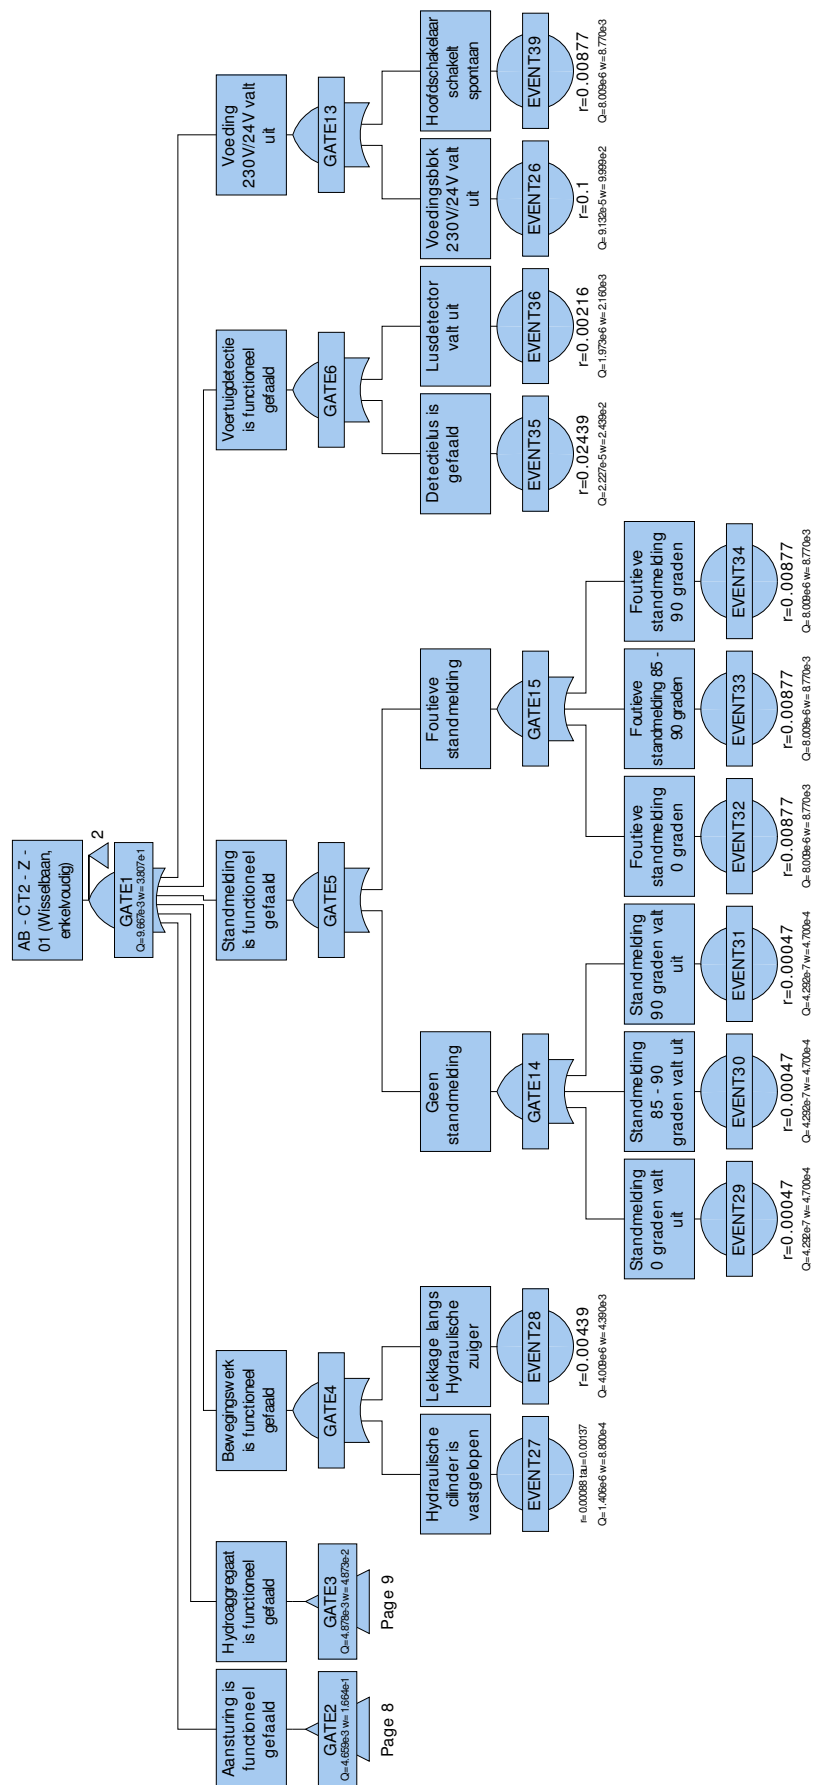 AB - CT2 - Z -
01 (Wisselbaan,
enkelvoudig)
GATE1
Q=9.667e-3 w=3.807e-1
2
Aansturing is
functioneel
gefaald
GATE2
Q=4.659e-3 w=1.664e-1
Page 8
Hydroaggregaat
is functioneel
gefaald
GATE3
Q=4.878e-3 w=4.873e-2
Page 9
Bewegingswerk
is functioneel
gefaald
GATE4
Standmelding
is functioneel
gefaald
GATE5
Voertuigdetectie
is functioneel
gefaald
GATE6
Voeding
230V/24V valt
uit
GATE13
Hydraulische
cilinder is
vastgelopen
EVENT27
r=0.00088 tau=0.00137
Q=1.406e-6 w=8.800e-4
Lekkage langs
Hydraulische
zuiger
EVENT28
r=0.00439
Q=4.009e-6 w=4.390e-3
Geen
standmelding
GATE14
Foutieve
standmelding
GATE15
Detectielus is
gefaald
EVENT35
r=0.02439
Q=2.227e-5 w=2.439e-2
Lusdetector
valt uit
EVENT36
r=0.00216
Q=1.973e-6 w=2.160e-3
Voedingsblok
230V/24V valt
uit
EVENT26
r=0.1
Q=9.132e-5 w=9.999e-2
Hoofdschakelaar
schakelt
spontaan
EVENT39
r=0.00877
Q=8.009e-6 w=8.770e-3
Standmelding
0 graden valt
uit
EVENT29
r=0.00047
Q=4.292e-7 w=4.700e-4
Standmelding
85 - 90
graden valt uit
EVENT30
r=0.00047
Q=4.292e-7 w=4.700e-4
Standmelding
90 graden valt
uit
EVENT31
r=0.00047
Q=4.292e-7 w=4.700e-4
Foutieve
standmelding
0 graden
EVENT32
r=0.00877
Q=8.009e-6 w=8.770e-3
Foutieve
standmelding 85 -
90 graden
EVENT33
r=0.00877
Q=8.009e-6 w=8.770e-3
Foutieve
standmelding
90 graden
EVENT34
r=0.00877
Q=8.009e-6 w=8.770e-3